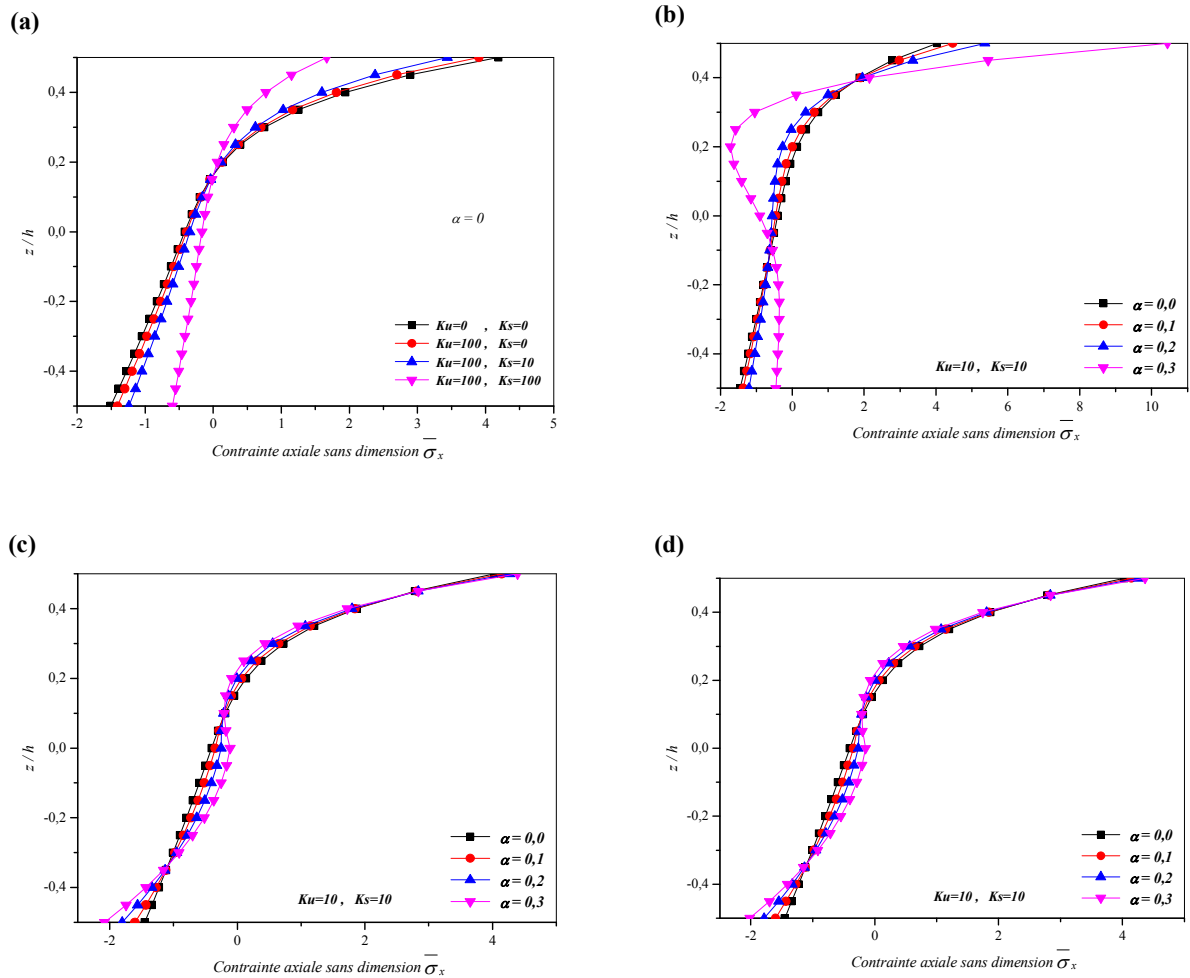 (a)
0,4
0,2
0,0
-0,2
-0,4
z / h
-2
-1
0
1
2
3
4
5
α = 0
Ku=0 , Ks=0
Ku=100 , Ks=0
Ku=100 , Ks=10
Ku=100 , Ks=100
Contrainte axiale sans dimension σ̅x
(b)
0,4
0,2
0,0
-0,2
-0,4
z / h
-2
0
2
4
6
8
10
α = 0,0
α = 0,1
α = 0,2
α = 0,3
Ku=10 , Ks=10
Contrainte axiale sans dimension σ̅x
(c)
0,4
0,2
0,0
-0,2
-0,4
z / h
-2
0
2
4
α = 0,0
α = 0,1
α = 0,2
α = 0,3
Ku=10 , Ks=10
Contrainte axiale sans dimension σ̅x
(d)
0,4
0,2
0,0
-0,2
-0,4
z / h
-2
0
2
4
α = 0,0
α = 0,1
α = 0,2
α = 0,3
Ku=10 , Ks=10
Contrainte axiale sans dimension σ̅x